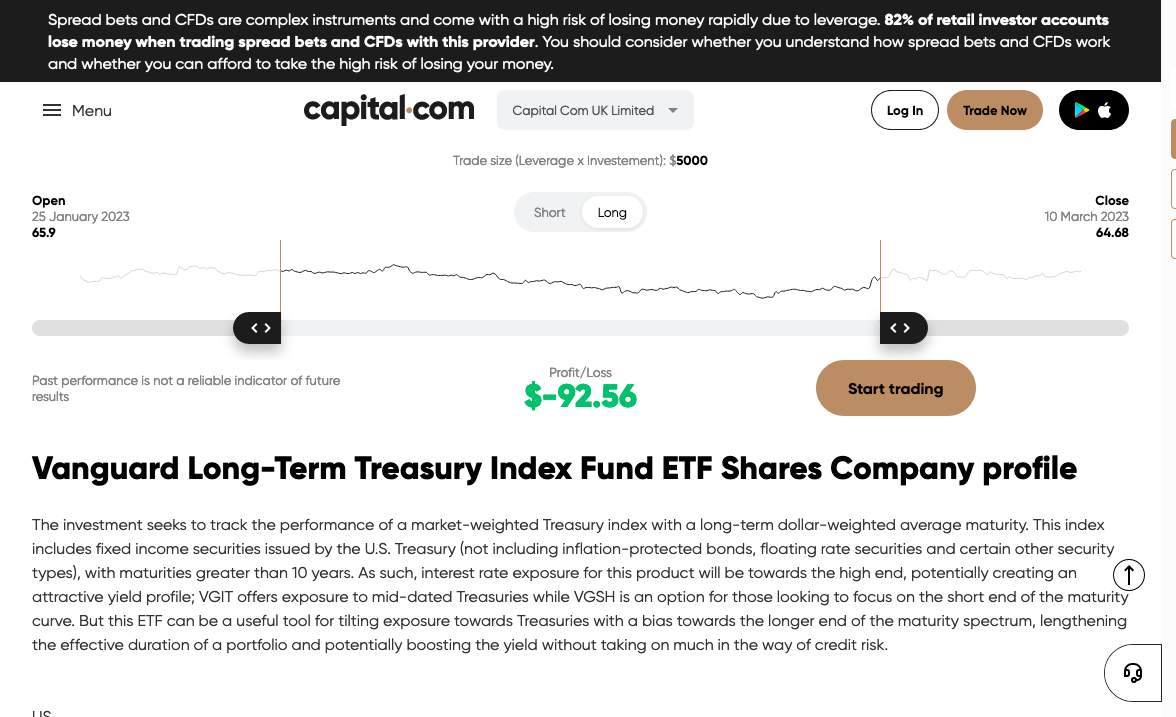 Spread bets and CFDs are complex instruments and come with a high risk of losing money rapidly due to leverage. 82% of retail investor accounts
lose money when trading spread bets and CFDs with this provider. You should consider whether you understand how spread bets and CFDs work
and whether you can afford to take the high risk of losing your money.
Menu
capital.com
Capital Com UK Limited
Log In
Trade Now
Trade size (Leverage x Investement): $5000
Open
25 January 2023
65.9
Short
Long
Close
10 March 2023
64.68
Past performance is not a reliable indicator of future
results
Profit/Loss
$-92.56
Start trading
Vanguard Long-Term Treasury Index Fund ETF Shares Company profile
The investment seeks to track the performance of a market-weighted Treasury index with a long-term dollar-weighted average maturity. This index
includes fixed income securities issued by the U.S. Treasury (not including inflation-protected bonds, floating rate securities and certain other security
types), with maturities greater than 10 years. As such, interest rate exposure for this product will be towards the high end, potentially creating an
attractive yield profile; VGIT offers exposure to mid-dated Treasuries while VGSH is an option for those looking to focus on the short end of the maturity
curve. But this ETF can be a useful tool for tilting exposure towards Treasuries with a bias towards the longer end of the maturity spectrum, lengthening
the effective duration of a portfolio and potentially boosting the yield without taking on much in the way of credit risk.
US